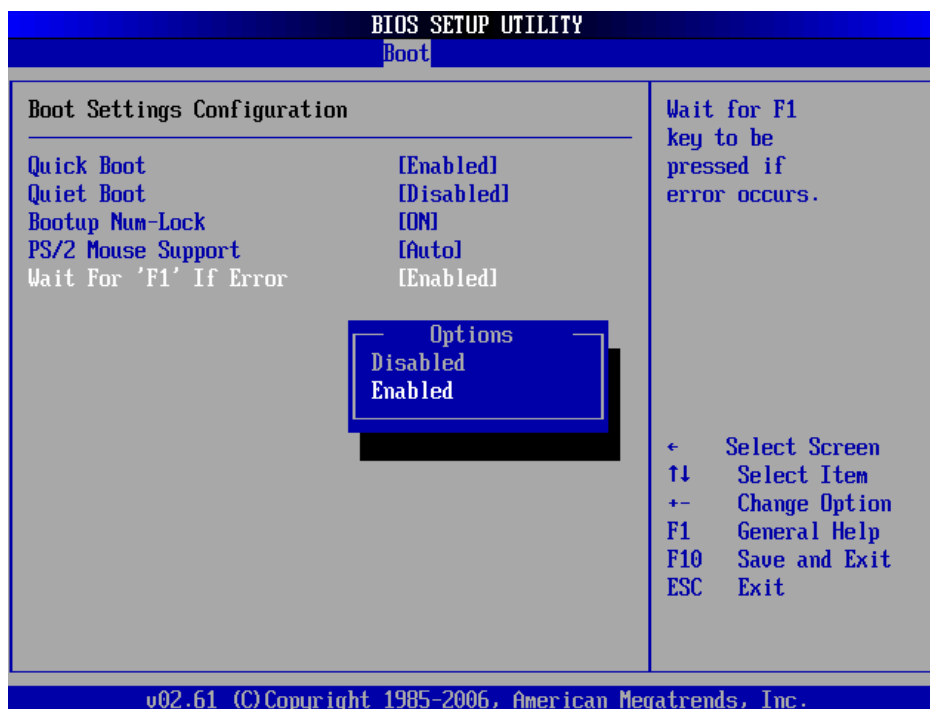 BIOS SETUP UTILITY
Boot
Boot Settings Configuration
Quick Boot [Enabled]
Quiet Boot [Disabled]
Bootup Num-Lock [ON]
PS/2 Mouse Support [Auto]
Wait For 'F1' If Error [Enabled]
Options
Disabled
Enabled
Wait for F1
key to be
pressed if
error occurs.
← Select Screen
↑↓ Select Item
+- Change Option
F1 General Help
F10 Save and Exit
ESC Exit
v02.61 (C)Copyright 1985-2006, American Megatrends, Inc.